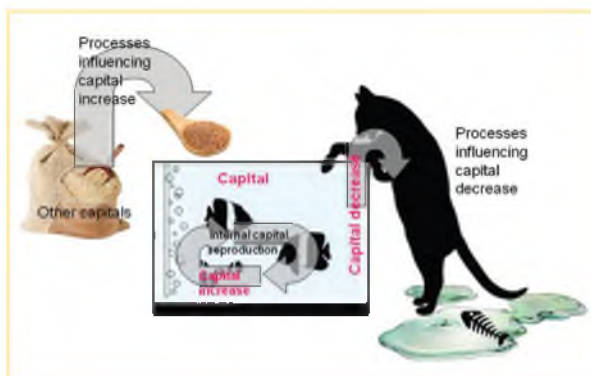 Processes
influencing
capital
increase
Other capitals
Capital
Internal capital
reproduction
Capital
increase
Capital decrease
Processes
influencing
capital
decrease